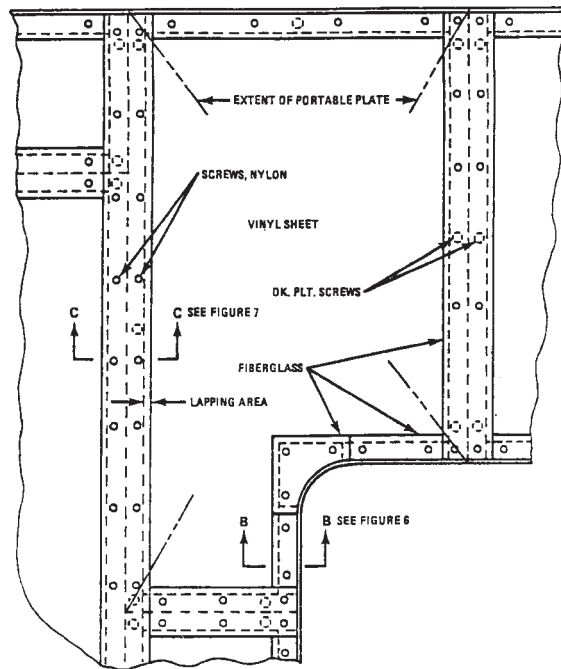 EXTENT OF PORTABLE PLATE
SCREWS, NYLON
VINYL SHEET
DK. PLT. SCREWS
C C SEE FIGURE 7
FIBERGLASS
LAPPING AREA
B B SEE FIGURE 6